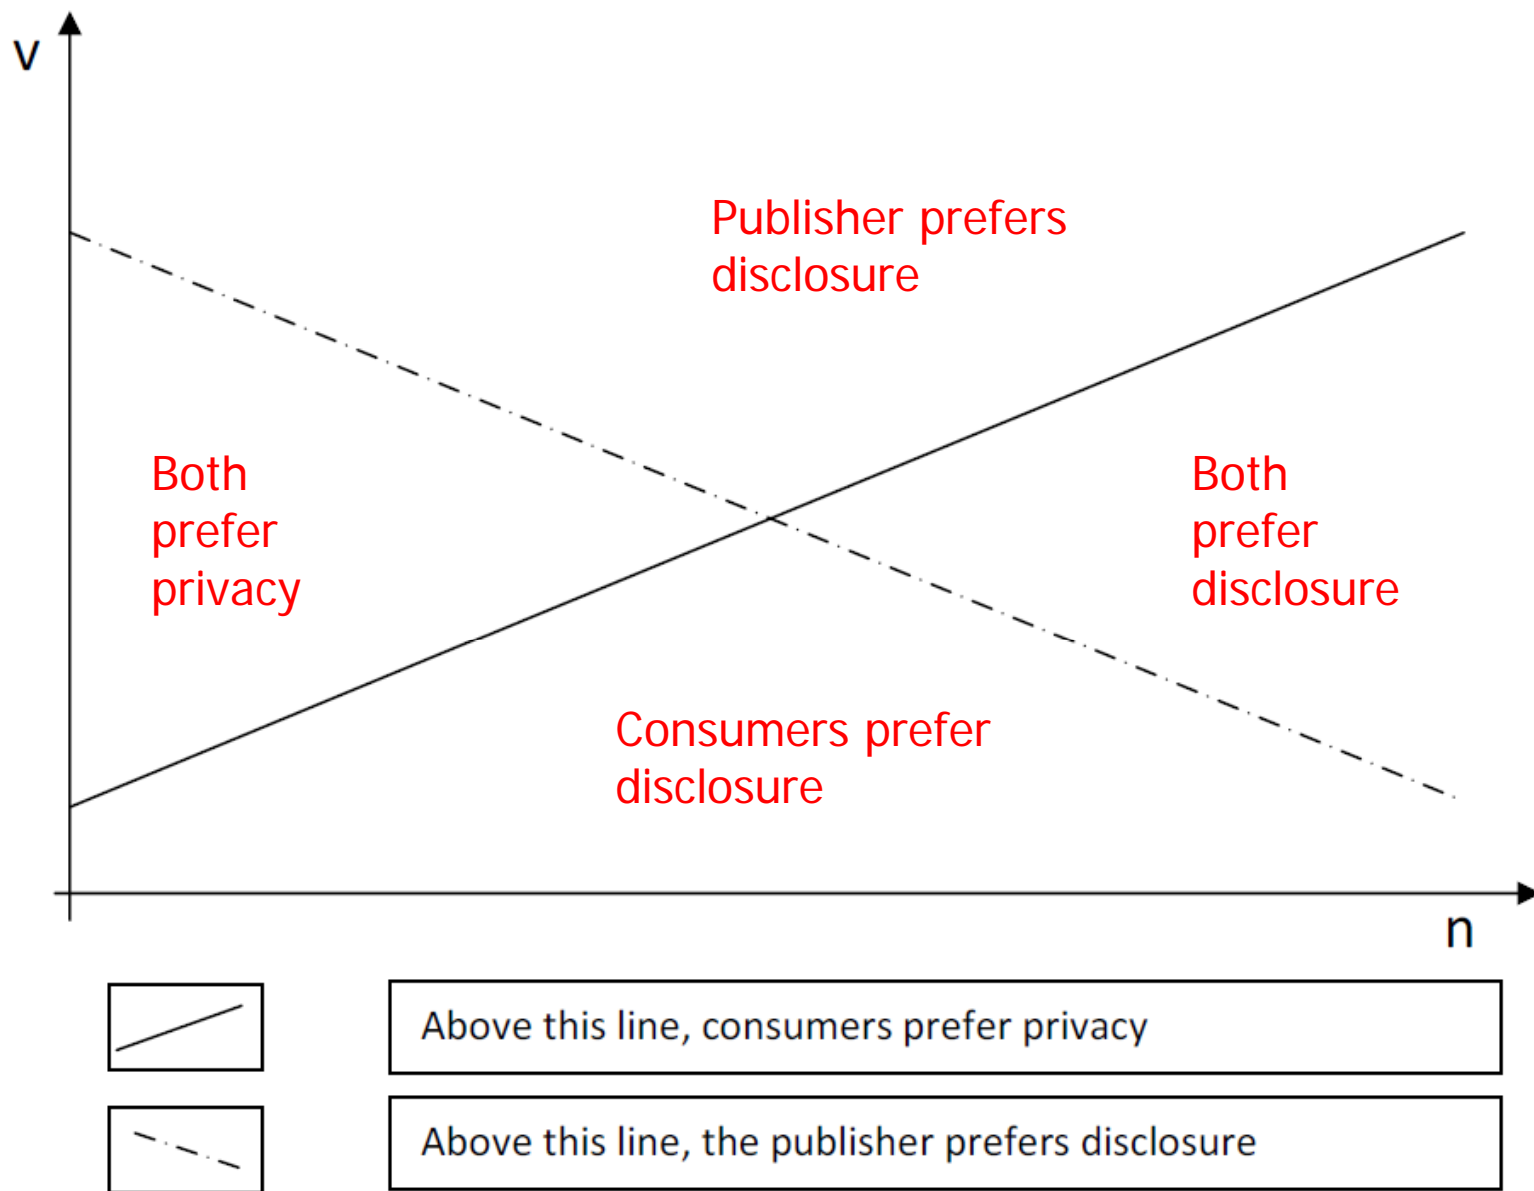 v
Publisher prefers
disclosure
Both
prefer
privacy
Both
prefer
disclosure
Consumers prefer
disclosure
n
Above this line, consumers prefer privacy
Above this line, the publisher prefers disclosure